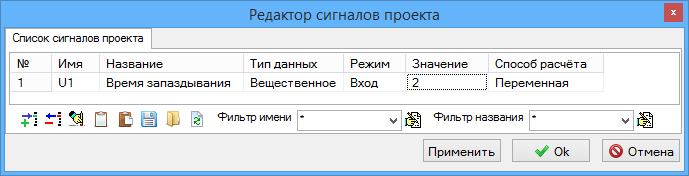 Редактор сигналов проекта
Список сигналов проекта
№ Имя Название Тип данных Режим Значение Способ расчёта
1 U1 Время запаздывания Вещественное Вход 2 Переменная
Фильтр имени * Фильтр названия *
Применить Ok Отмена